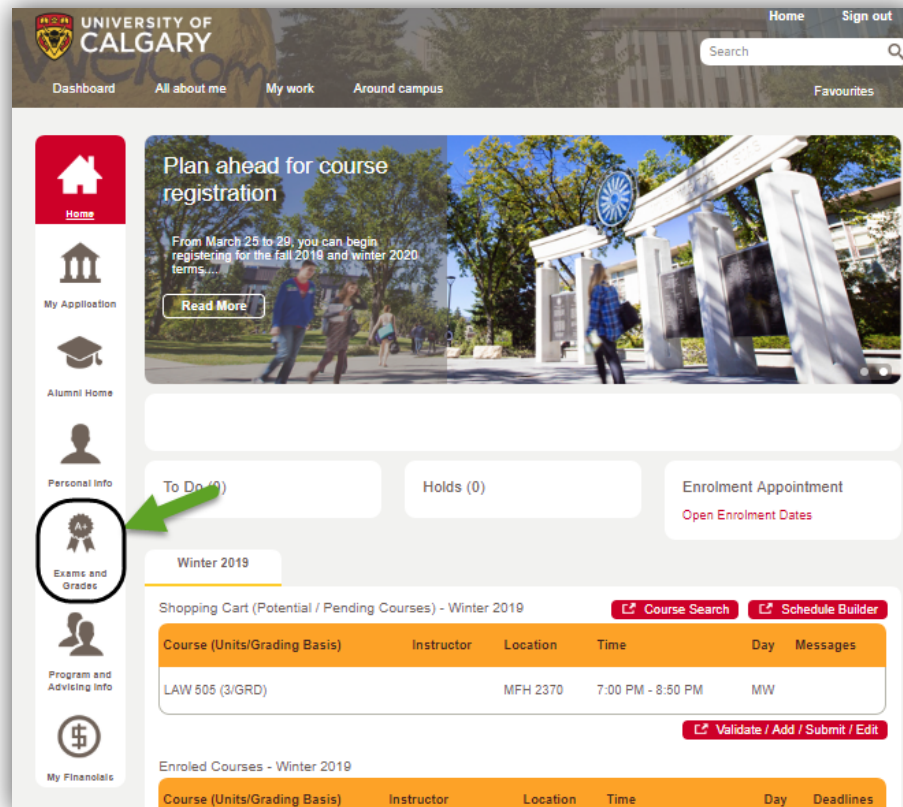 UNIVERSITY OF
CALGARY
Home Sign out
Search
Dashboard All about me My work Around campus Favourites
Home
My Application
Alumni Home
Personal Info
A+
Exams and
Grades
Program and
Advising Info
My Financials
Plan ahead for course
registration
From March 25 to 29, you can begin
registering for the fall 2019 and winter 2020
terms....
Read More
To Do (0)
Holds (0)
Enrolment Appointment
Open Enrolment Dates
Winter 2019
Shopping Cart (Potential / Pending Courses) - Winter 2019 Course Search Schedule Builder
Course (Units/Grading Basis) Instructor Location Time Day Messages
LAW 505 (3/GRD) MFH 2370 7:00 PM - 8:50 PM MW
Validate / Add / Submit / Edit
Enroled Courses - Winter 2019
Course (Units/Grading Basis) Instructor Location Time Day Deadlines